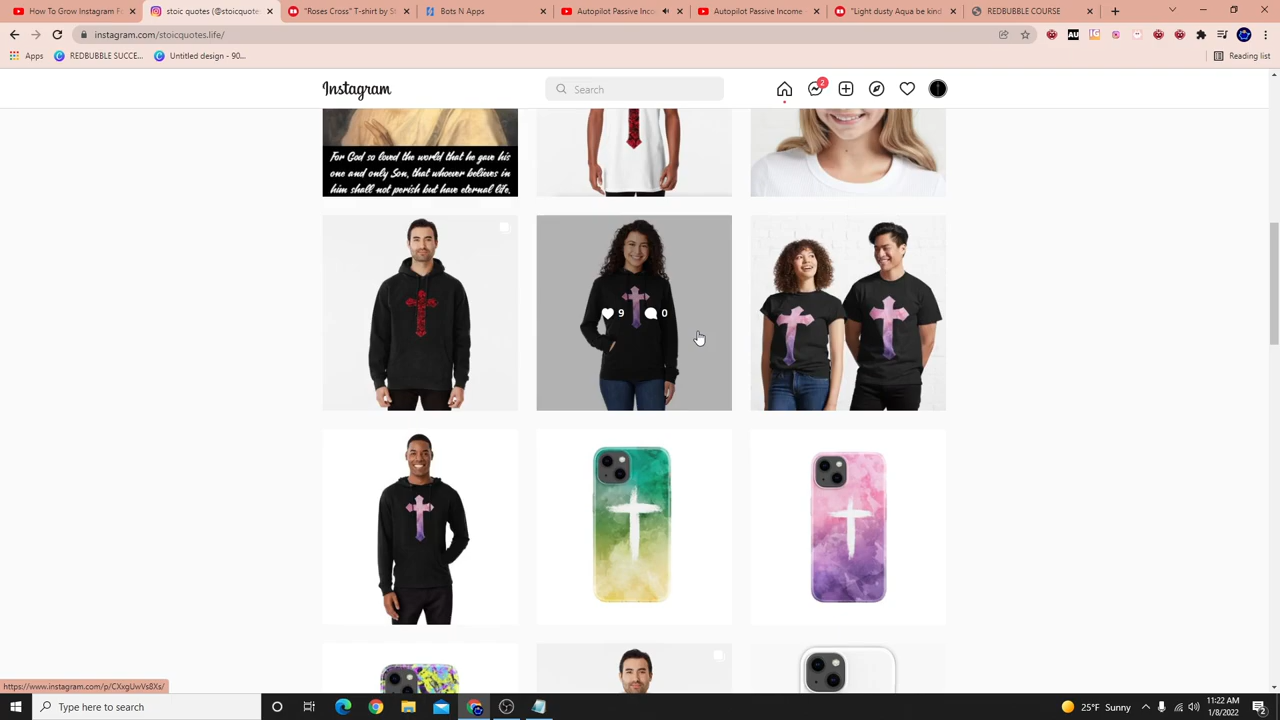 How To Grow Instagram Fo
stoic quotes (@stoicquote
"Roses Cross" T-shirt by S
Bots N Apps
Autopilot Passive Inco
Autopilot Passive Income
"Light dusty Aqua be kind
REDBUBBLE COURSE
instagram.com/stoicquotes.life/
AU
Apps
REDBUBBLE SUCCE...
Untitled design - 90...
Reading list
Instagram
Search
2
For God so loved the world that he gave his
one and only Son, that whoever believes in
him shall not perish but have eternal life.
9
0
https://www.instagram.com/p/CXxgUwVs8Xs/
Type here to search
25°F Sunny
11:22 AM
1/8/2022
2